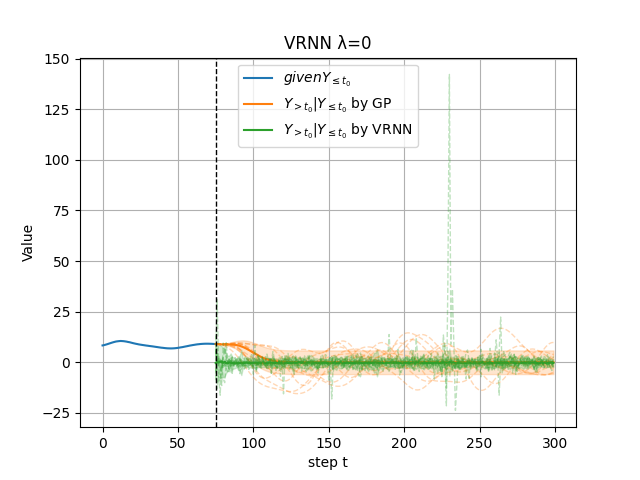 VRNN λ=0
givenY≤t₀
Y>t₀|Y≤t₀ by GP
Y>t₀|Y≤t₀ by VRNN
Value
150
125
100
75
50
25
0
−25
0 50 100 150 200 250 300
step t